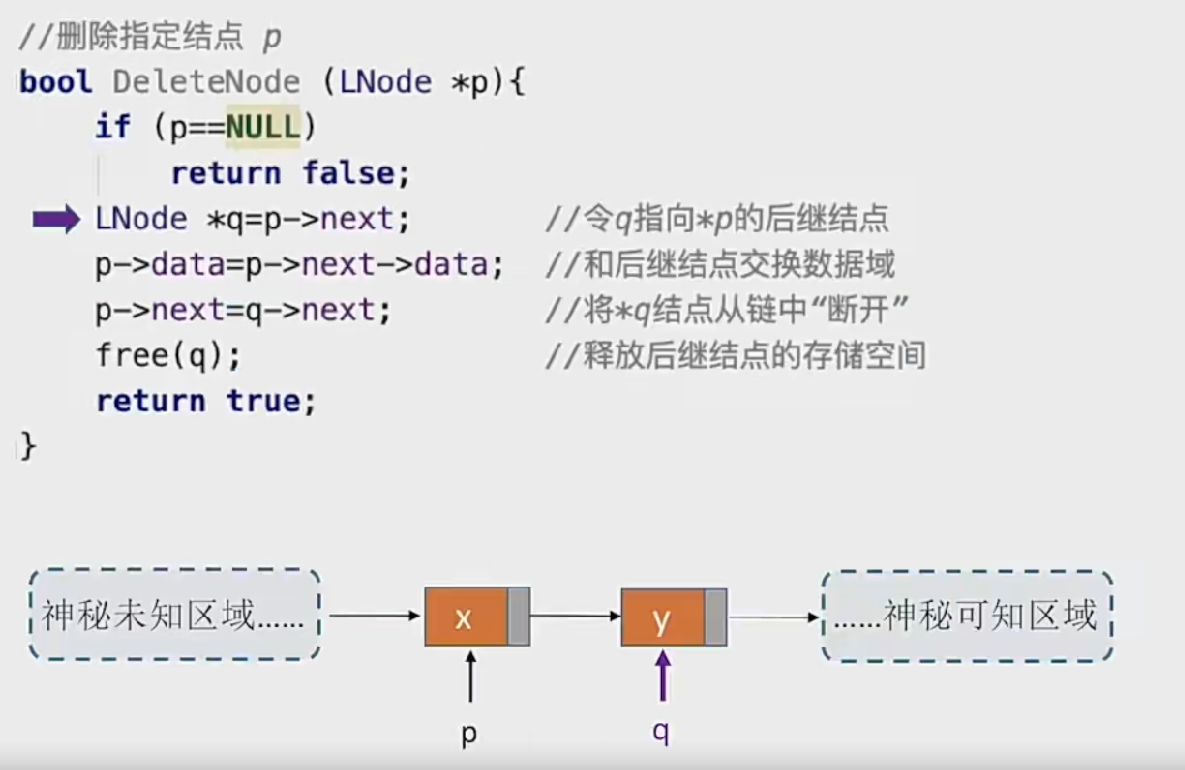 //删除指定结点 p
bool DeleteNode (LNode *p){
if (p==NULL)
return false;
LNode *q=p->next; //令q指向*p的后继结点
p->data=p->next->data; //和后继结点交换数据域
p->next=q->next; //将*q结点从链中“断开”
free(q); //释放后继结点的存储空间
return true;
}
神秘未知区域…… x y ……神秘可知区域
p q